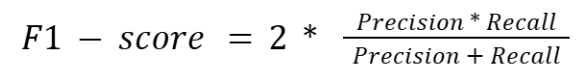 F1 − score = 2 * Precision * Recall / Precision + Recall